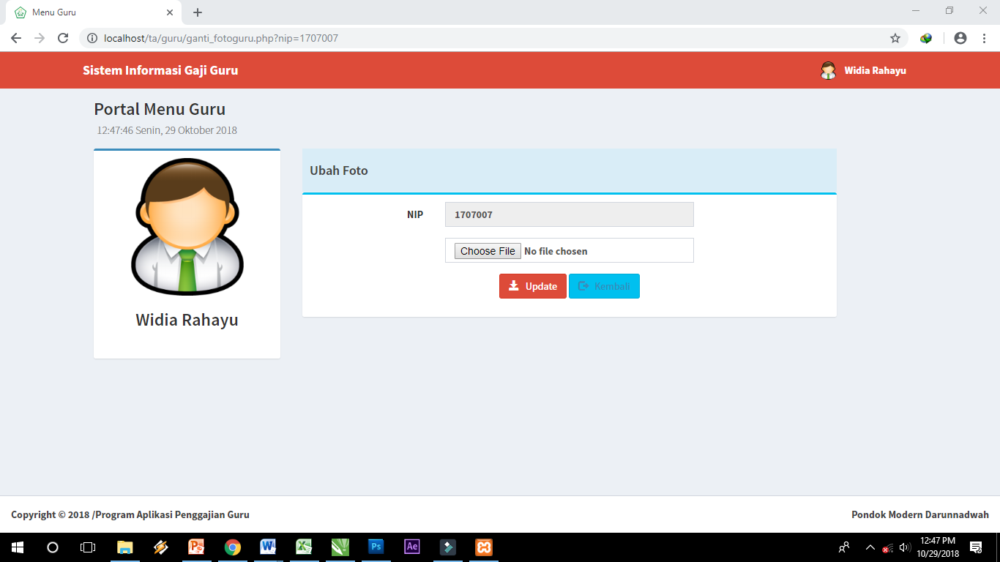 Menu Guru
localhost/ta/guru/ganti_fotoguru.php?nip=1707007
Sistem Informasi Gaji Guru
Widia Rahayu
Portal Menu Guru
12:47:46 Senin, 29 Oktober 2018
Widia Rahayu
Ubah Foto
NIP
1707007
Choose File No file chosen
Update
Kembali
Copyright © 2018 /Program Aplikasi Penggajian Guru
Pondok Modern Darunnadwah
Ps
Ae
12:47 PM
10/29/2018